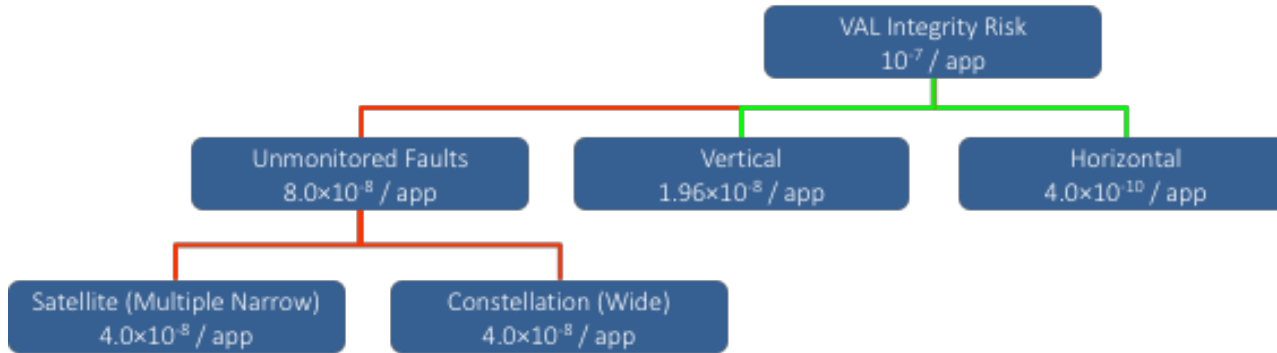 VAL Integrity Risk
10⁻⁷ / app
Unmonitored Faults
8.0×10⁻⁸ / app
Vertical
1.96×10⁻⁸ / app
Horizontal
4.0×10⁻¹⁰ / app
Satellite (Multiple Narrow)
4.0×10⁻⁸ / app
Constellation (Wide)
4.0×10⁻⁸ / app